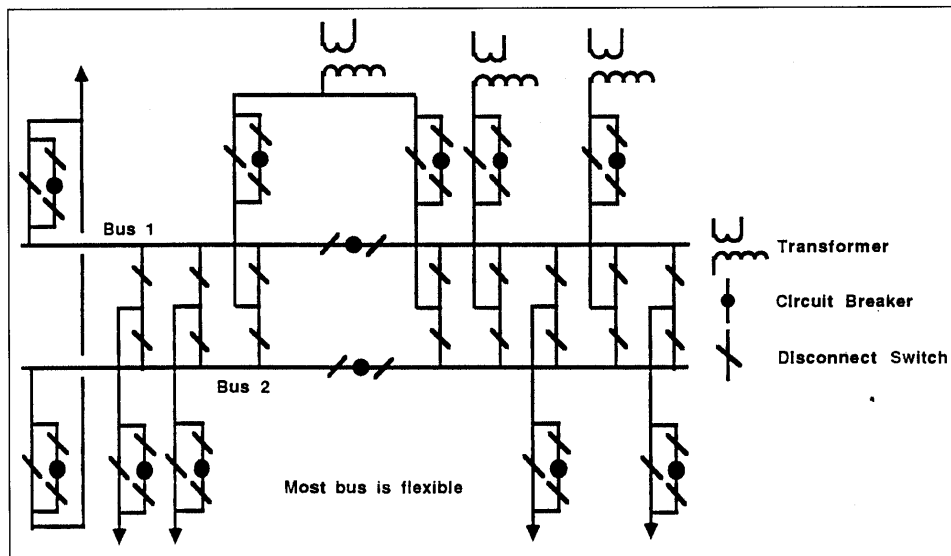 Bus 1
Transformer
Circuit Breaker
Disconnect Switch
Bus 2
Most bus is flexible